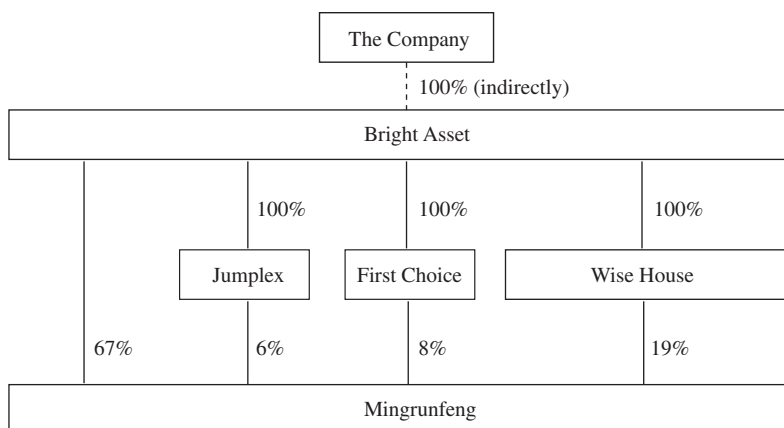 The Company
100% (indirectly)
Bright Asset
100% 100% 100%
Jumplex First Choice Wise House
67% 6% 8% 19%
Mingrunfeng